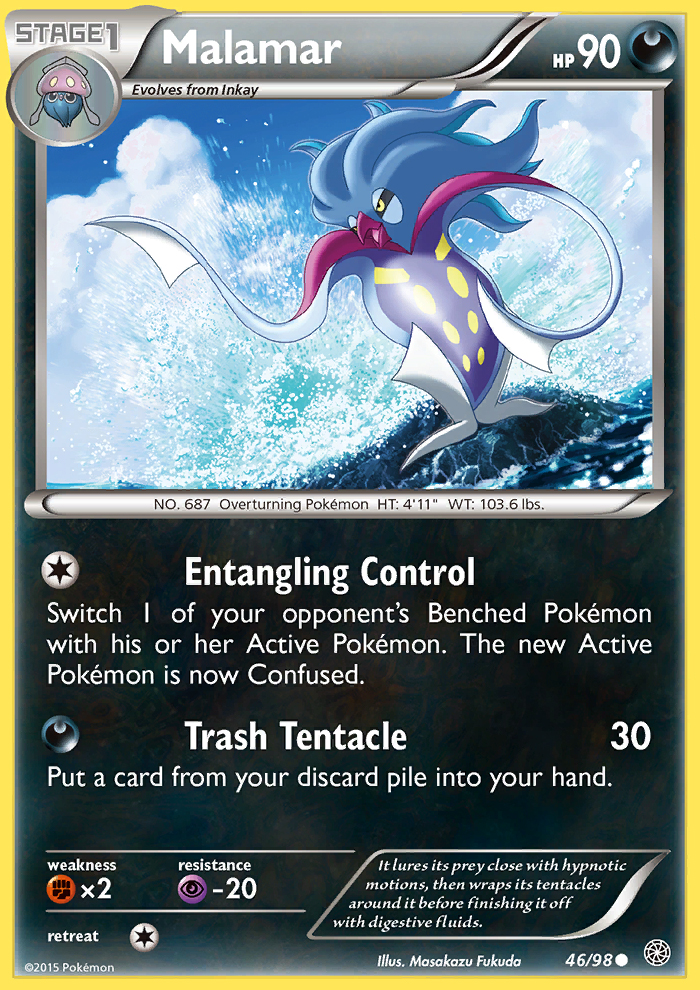 STAGE1
Malamar
HP90
Evolves from Inkay
NO. 687 Overturning Pokémon HT: 4'11" WT: 103.6 lbs.
Entangling Control
Switch 1 of your opponent's Benched Pokémon
with his or her Active Pokémon. The new Active
Pokémon is now Confused.
Trash Tentacle 30
Put a card from your discard pile into your hand.
weakness
×2
resistance
-20
retreat
It lures its prey close with hypnotic
motions, then wraps its tentacles
around it before finishing it off
with digestive fluids.
©2015 Pokémon
Illus. Masakazu Fukuda
46/98